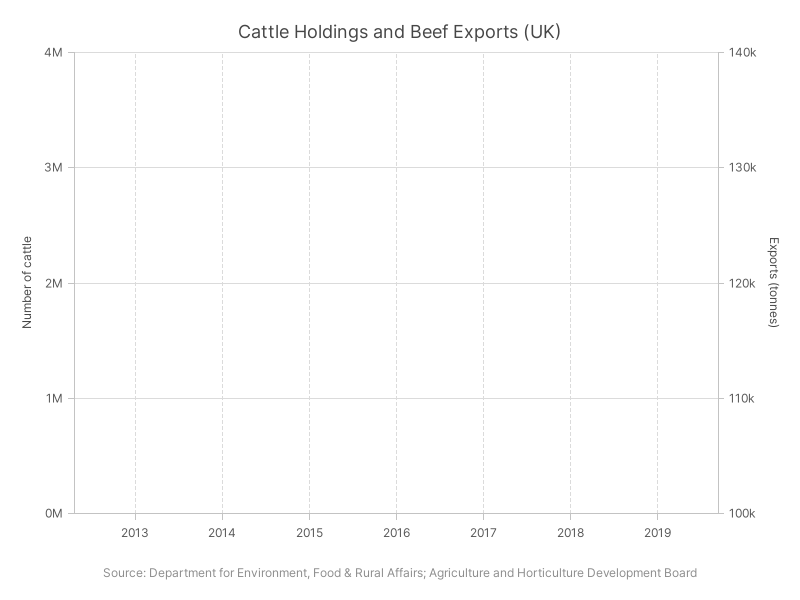 Cattle Holdings and Beef Exports (UK)
4M
140k
3M
130k
Number of cattle
Exports (tonnes)
2M
120k
1M
110k
0M
100k
2013 2014 2015 2016 2017 2018 2019
Source: Department for Environment, Food & Rural Affairs; Agriculture and Horticulture Development Board